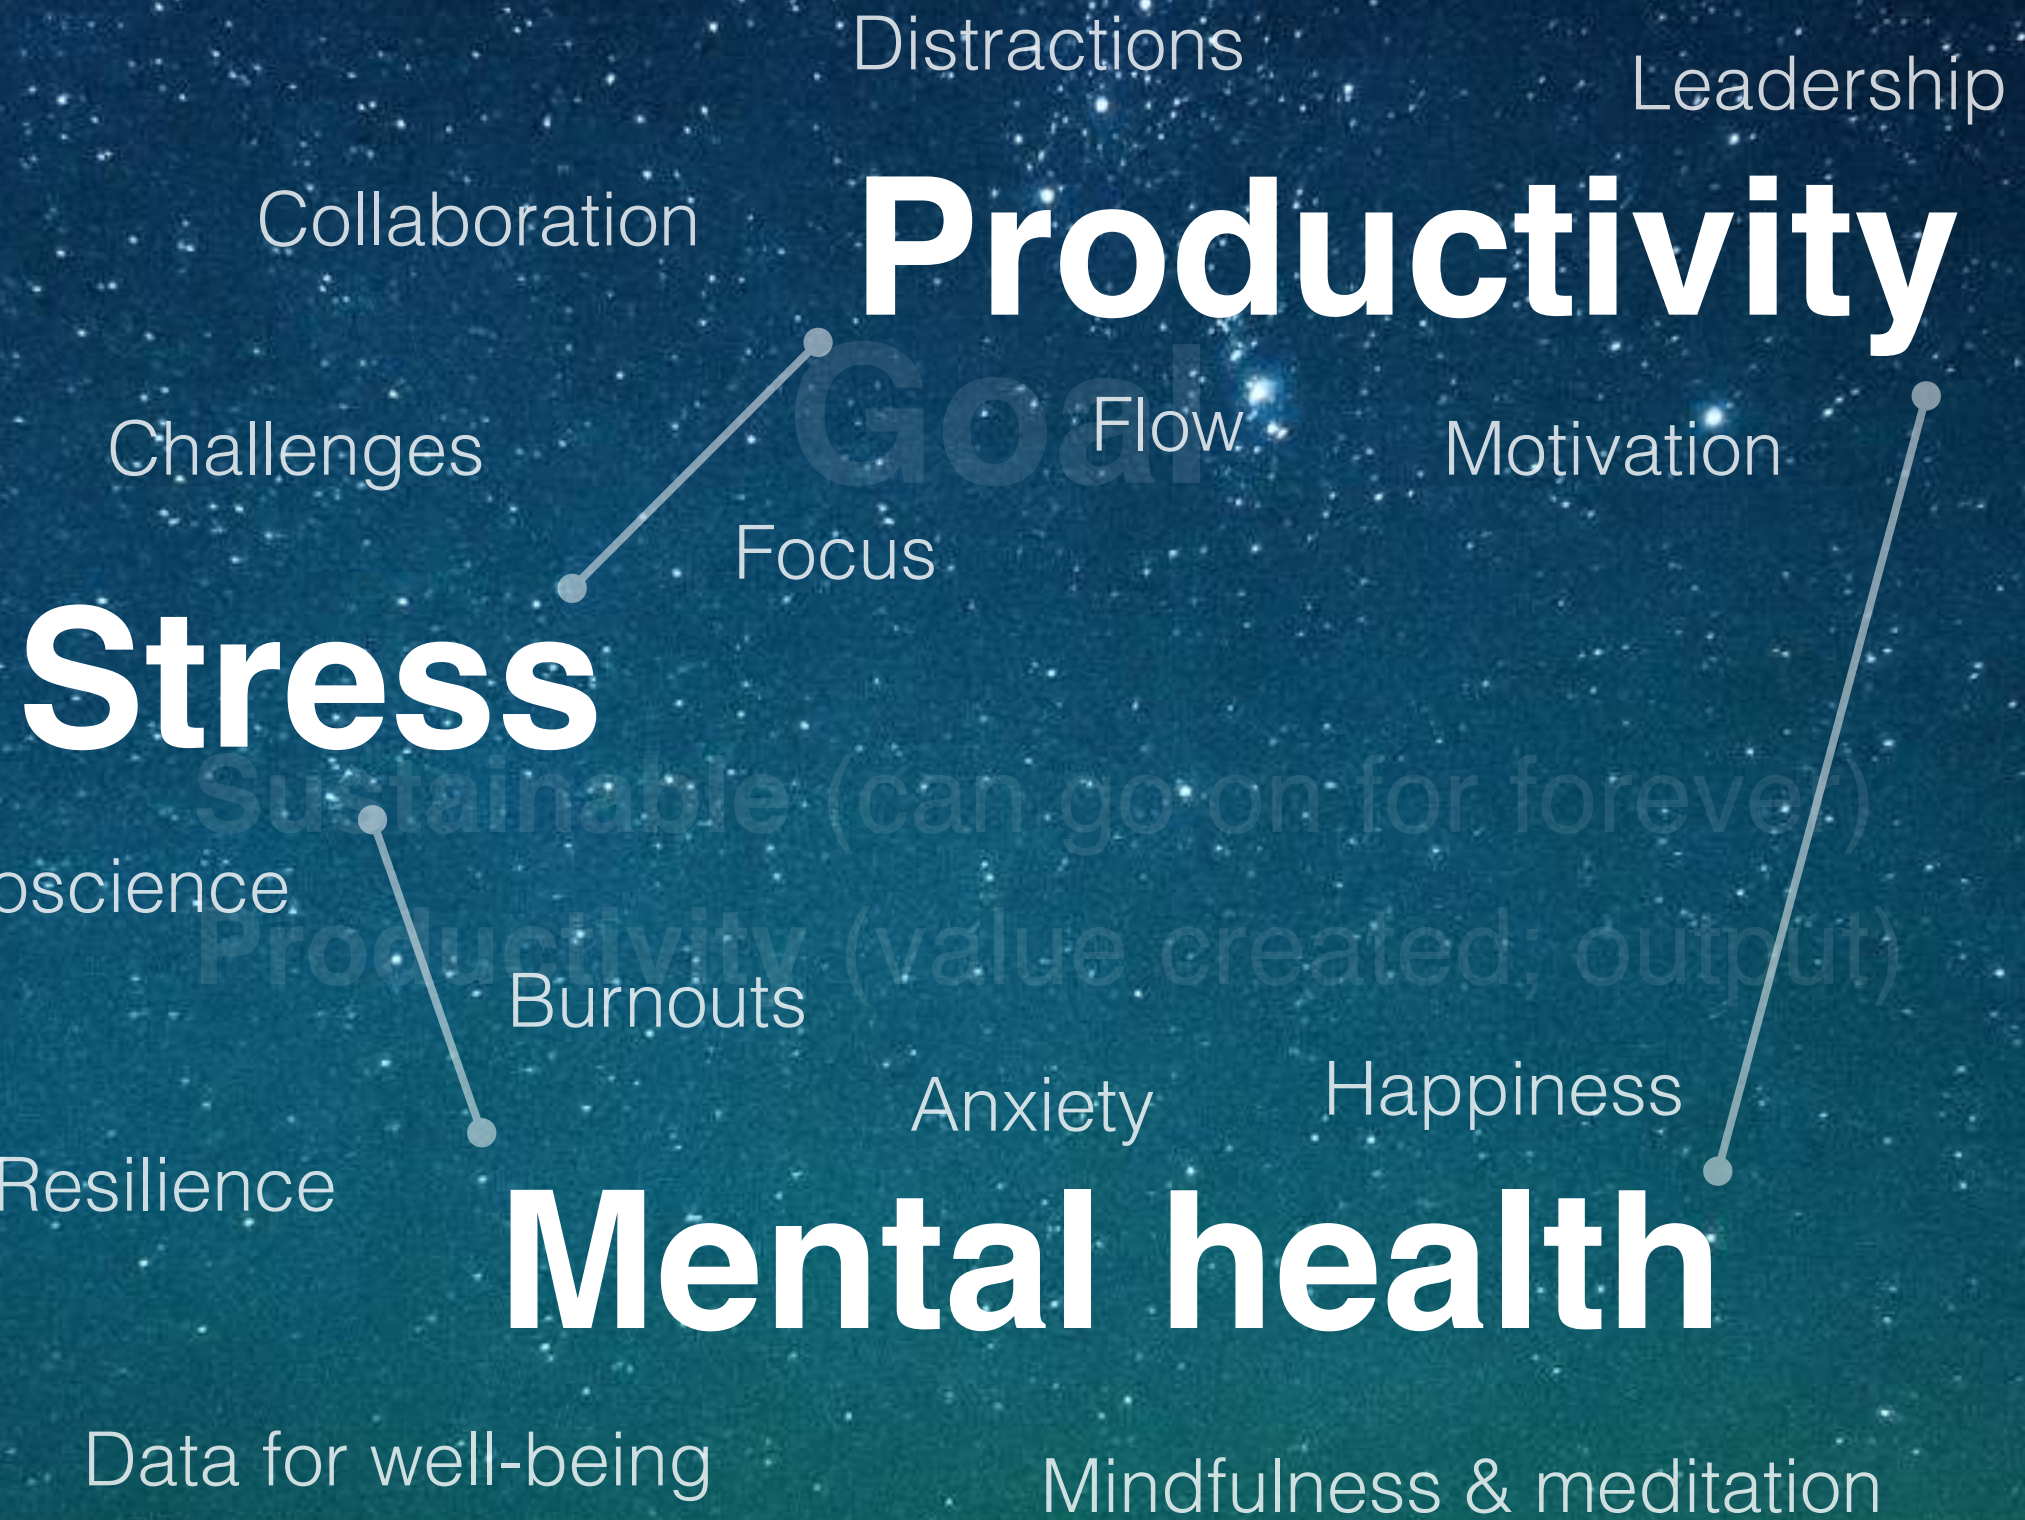 Distractions
Leadership
Collaboration
Productivity
Goal
Flow
Challenges
Motivation
Focus
Stress
Sustainable (can go on for forever)
oscience
Productivity (value created; output)
Burnouts
Anxiety
Happiness
Resilience
Mental health
Data for well-being
Mindfulness & meditation